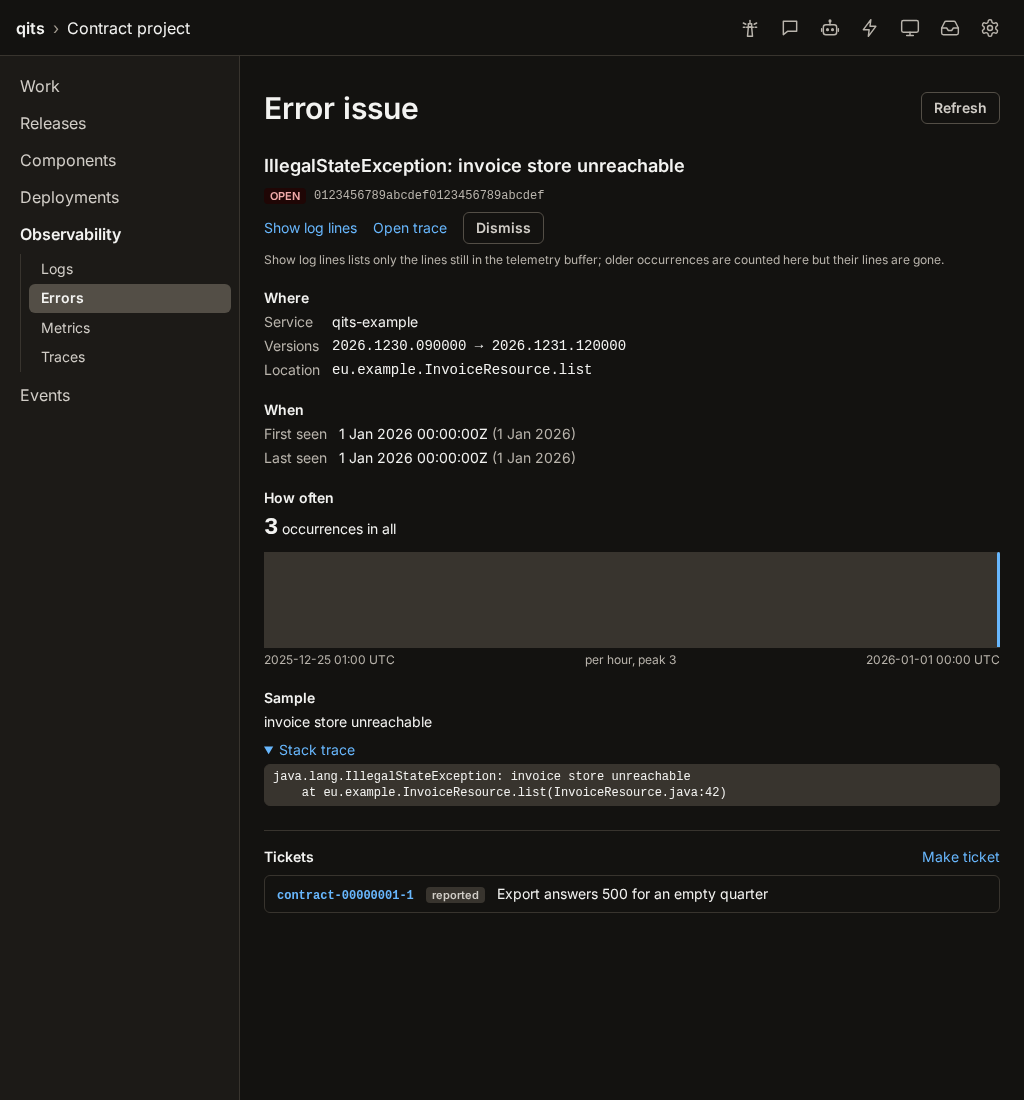 qits › Contract project
Work
Releases
Components
Deployments
Observability
Logs
Errors
Metrics
Traces
Events
Error issue
Refresh
IllegalStateException: invoice store unreachable
OPEN 0123456789abcdef0123456789abcdef
Show log lines Open trace Dismiss
Show log lines lists only the lines still in the telemetry buffer; older occurrences are counted here but their lines are gone.
Where
Service qits-example
Versions 2026.1230.090000 → 2026.1231.120000
Location eu.example.InvoiceResource.list
When
First seen 1 Jan 2026 00:00:00Z (1 Jan 2026)
Last seen 1 Jan 2026 00:00:00Z (1 Jan 2026)
How often
3 occurrences in all
2025-12-25 01:00 UTC per hour, peak 3 2026-01-01 00:00 UTC
Sample
invoice store unreachable
▼ Stack trace
java.lang.IllegalStateException: invoice store unreachable
    at eu.example.InvoiceResource.list(InvoiceResource.java:42)
Tickets Make ticket
contract-00000001-1 reported Export answers 500 for an empty quarter